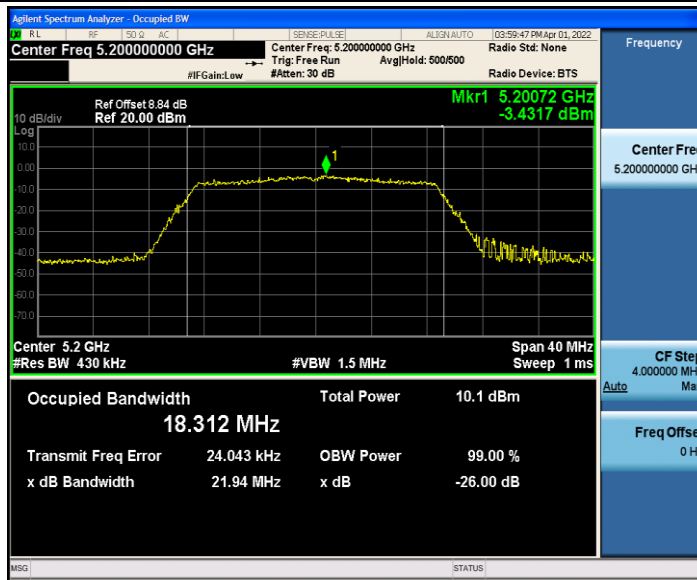 Agilent Spectrum Analyzer - Occupied BW
RL RF 50 Ω AC SENSE:PULSE ALIGN AUTO 03:59:47 PM Apr 01, 2022
Center Freq 5.200000000 GHz
Center Freq: 5.200000000 GHz
Radio Std: None
Trig: Free Run Avg|Hold: 500/500
#IFGain:Low #Atten: 30 dB Radio Device: BTS
Frequency
Ref Offset 8.84 dB
10 dB/div Ref 20.00 dBm
Mkr1 5.20072 GHz
-3.4317 dBm
Log
10.0
0.00
-10.0
-20.0
-30.0
-40.0
-50.0
-60.0
-70.0
1
Center Fre
5.200000000 GH
Center 5.2 GHz Span 40 MHz
#Res BW 430 kHz #VBW 1.5 MHz Sweep 1 ms
CF Step
4.000000 MH
Auto Ma
Occupied Bandwidth Total Power 10.1 dBm
18.312 MHz
Freq Offse
0 H
Transmit Freq Error 24.043 kHz OBW Power 99.00 %
x dB Bandwidth 21.94 MHz x dB -26.00 dB
MSG STATUS